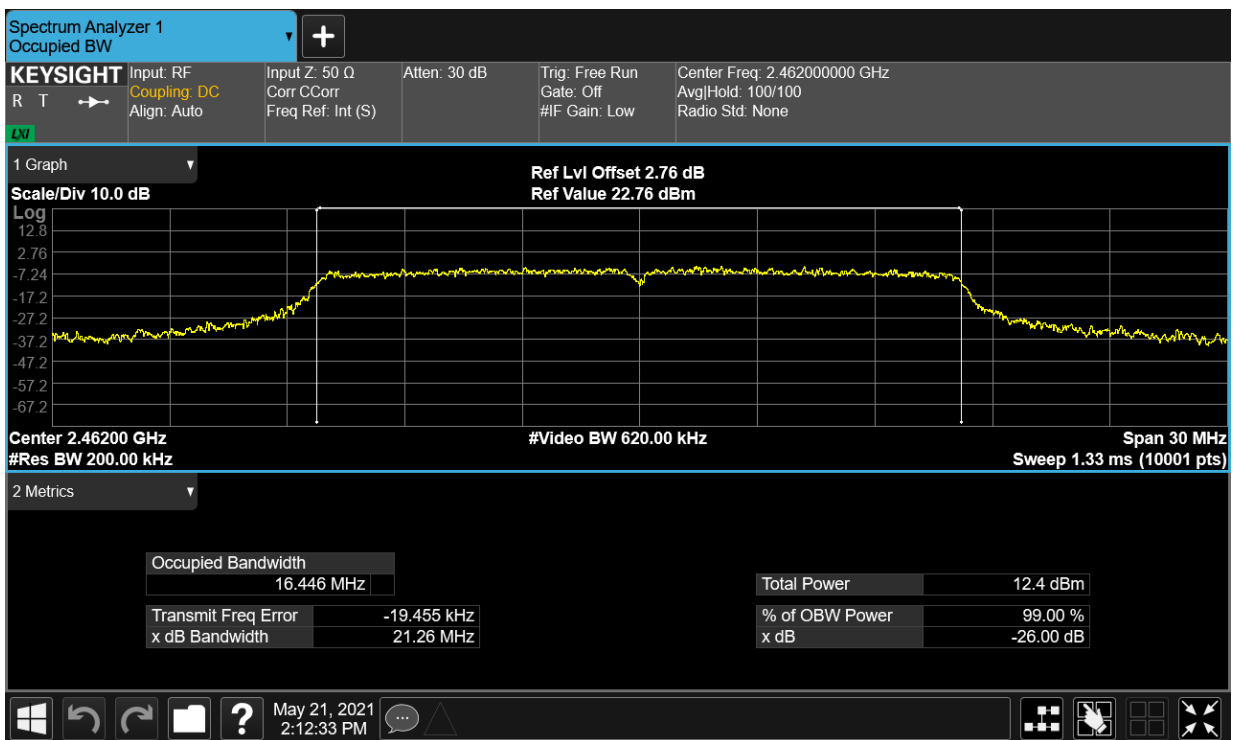 Spectrum Analyzer 1
Occupied BW
KEYSIGHT
R T
LXI
Input: RF
Coupling: DC
Align: Auto
Input Z: 50 Ω
Corr CCorr
Freq Ref: Int (S)
Atten: 30 dB
Trig: Free Run
Gate: Off
#IF Gain: Low
Center Freq: 2.462000000 GHz
Avg|Hold: 100/100
Radio Std: None
1 Graph
Scale/Div 10.0 dB
Ref Lvl Offset 2.76 dB
Ref Value 22.76 dBm
Log
12.8
2.76
-7.24
-17.2
-27.2
-37.2
-47.2
-57.2
-67.2
Center 2.46200 GHz
#Res BW 200.00 kHz
#Video BW 620.00 kHz
Span 30 MHz
Sweep 1.33 ms (10001 pts)
2 Metrics
Occupied Bandwidth
16.446 MHz
Transmit Freq Error -19.455 kHz
x dB Bandwidth 21.26 MHz
Total Power 12.4 dBm
% of OBW Power 99.00 %
x dB -26.00 dB
May 21, 2021
2:12:33 PM